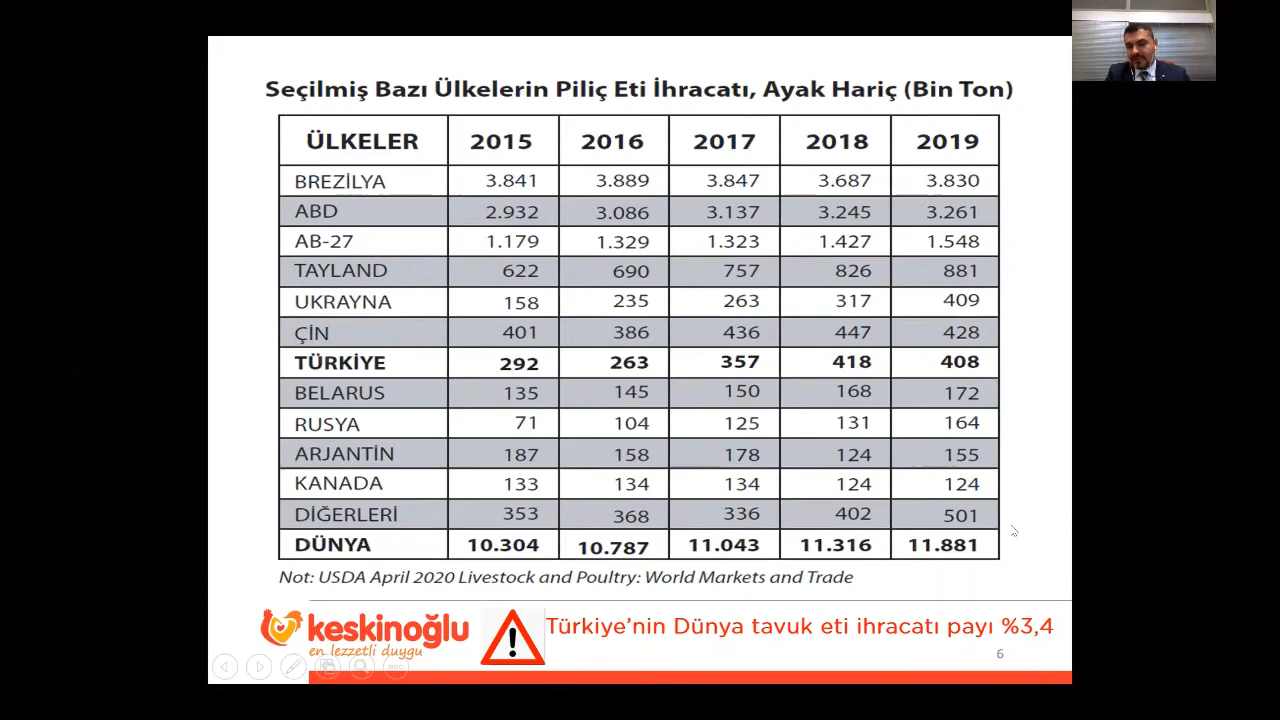 Seçilmiş Bazı Ülkelerin Piliç Eti İhracatı, Ayak Hariç (Bin Ton)
ÜLKELER 2015 2016 2017 2018 2019
BREZİLYA 3.841 3.889 3.847 3.687 3.830
ABD 2.932 3.086 3.137 3.245 3.261
AB-27 1.179 1.329 1.323 1.427 1.548
TAYLAND 622 690 757 826 881
UKRAYNA 158 235 263 317 409
ÇİN 401 386 436 447 428
TÜRKİYE 292 263 357 418 408
BELARUS 135 145 150 168 172
RUSYA 71 104 125 131 164
ARJANTİN 187 158 178 124 155
KANADA 133 134 134 124 124
DİĞERLERİ 353 368 336 402 501
DÜNYA 10.304 10.787 11.043 11.316 11.881
Not: USDA April 2020 Livestock and Poultry: World Markets and Trade
keskinoğlu
en lezzetli duygu
Türkiye'nin Dünya tavuk eti ihracatı payı %3,4
6